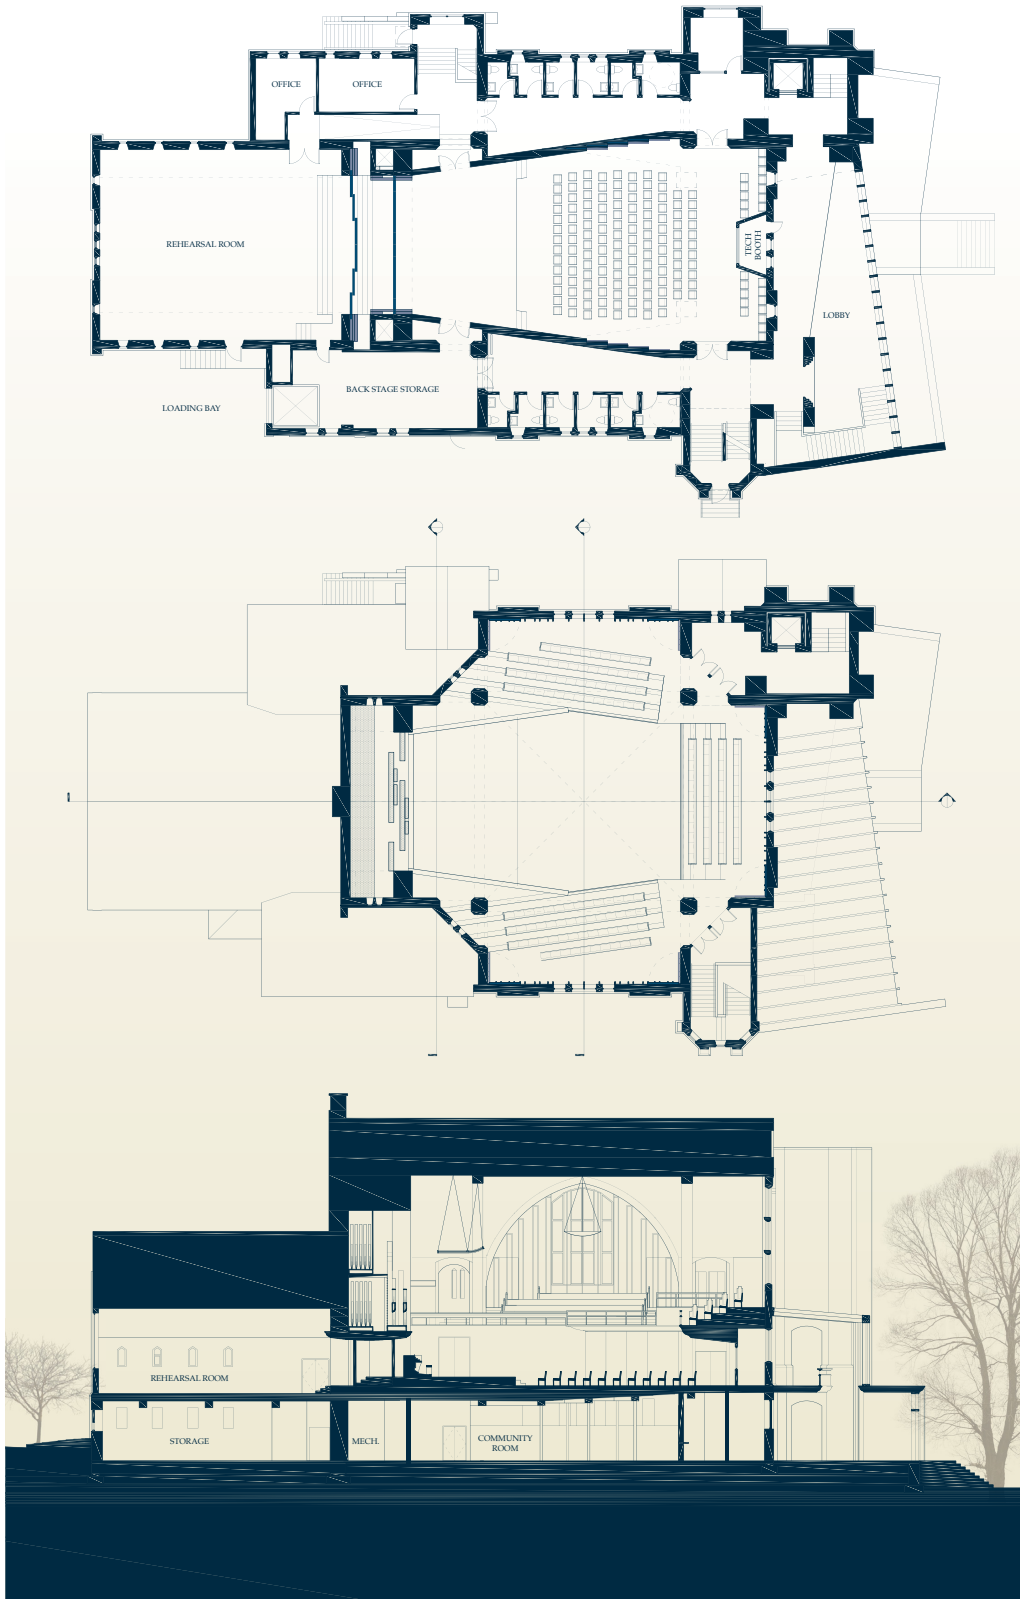 OFFICE
OFFICE
REHEARSAL ROOM
TECH
BOOTH
LOBBY
BACK STAGE STORAGE
LOADING BAY
REHEARSAL ROOM
STORAGE
MECH.
COMMUNITY
ROOM